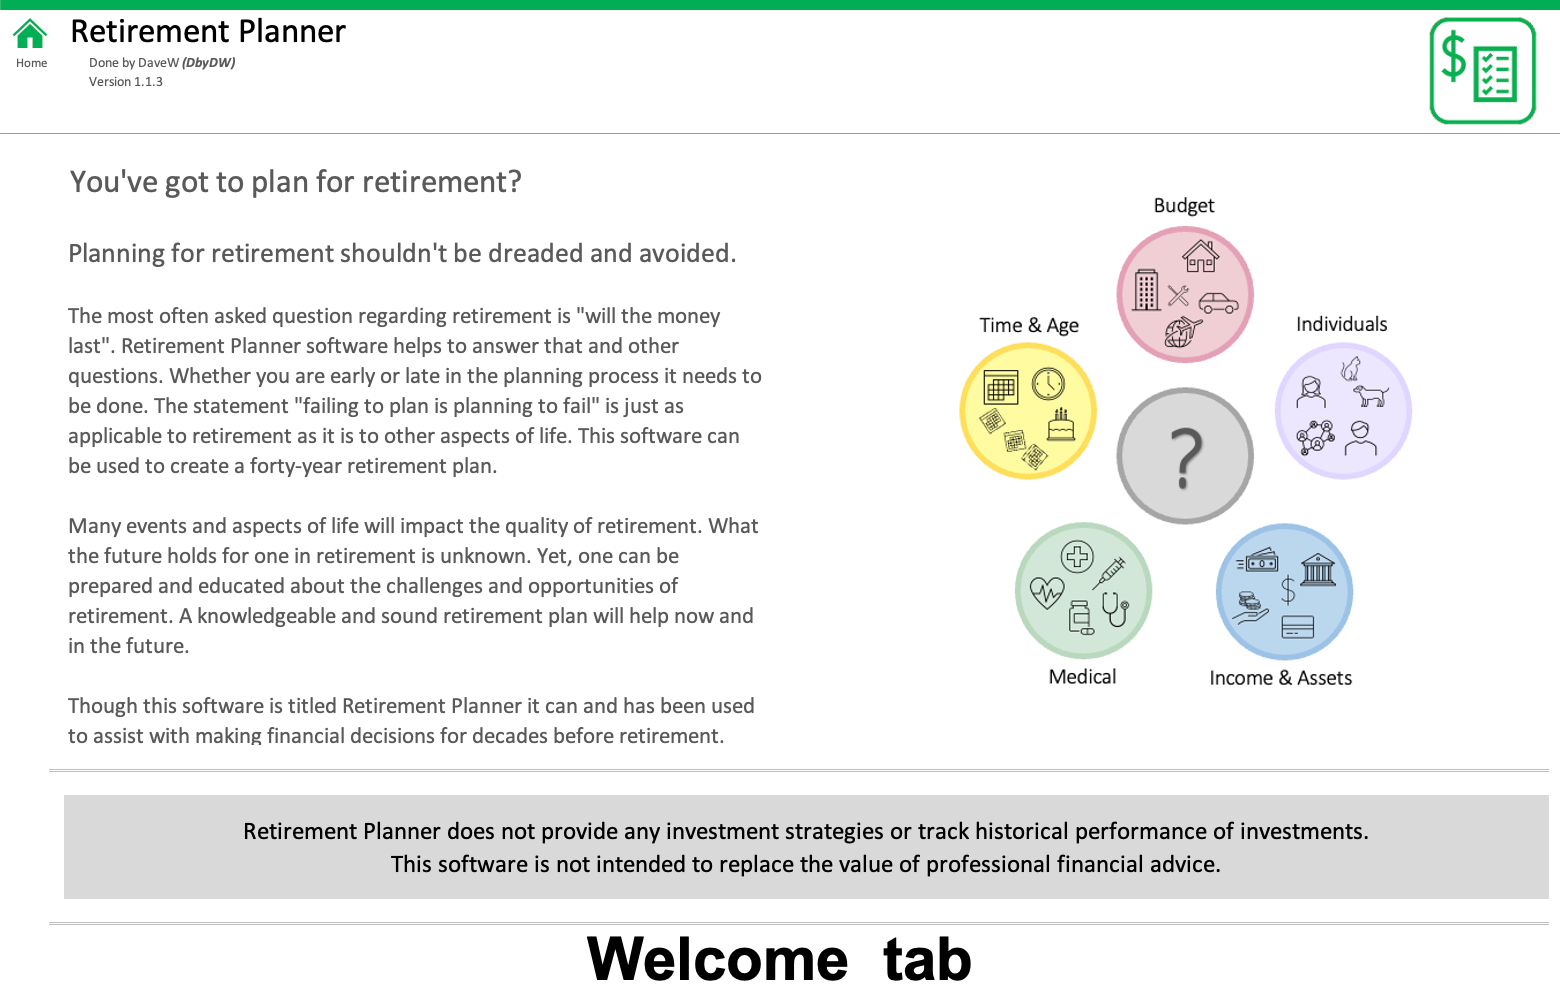 Retirement Planner
Home
Done by DaveW (DbyDW)
Version 1.1.3
You've got to plan for retirement?
Planning for retirement shouldn't be dreaded and avoided.
The most often asked question regarding retirement is "will the money
last". Retirement Planner software helps to answer that and other
questions. Whether you are early or late in the planning process it needs to
be done. The statement "failing to plan is planning to fail" is just as
applicable to retirement as it is to other aspects of life. This software can
be used to create a forty-year retirement plan.
Many events and aspects of life will impact the quality of retirement. What
the future holds for one in retirement is unknown. Yet, one can be
prepared and educated about the challenges and opportunities of
retirement. A knowledgeable and sound retirement plan will help now and
in the future.
Though this software is titled Retirement Planner it can and has been used
to assist with making financial decisions for decades before retirement.
Budget
Time & Age
Individuals
?
Medical
Income & Assets
Retirement Planner does not provide any investment strategies or track historical performance of investments.
This software is not intended to replace the value of professional financial advice.
Welcome tab